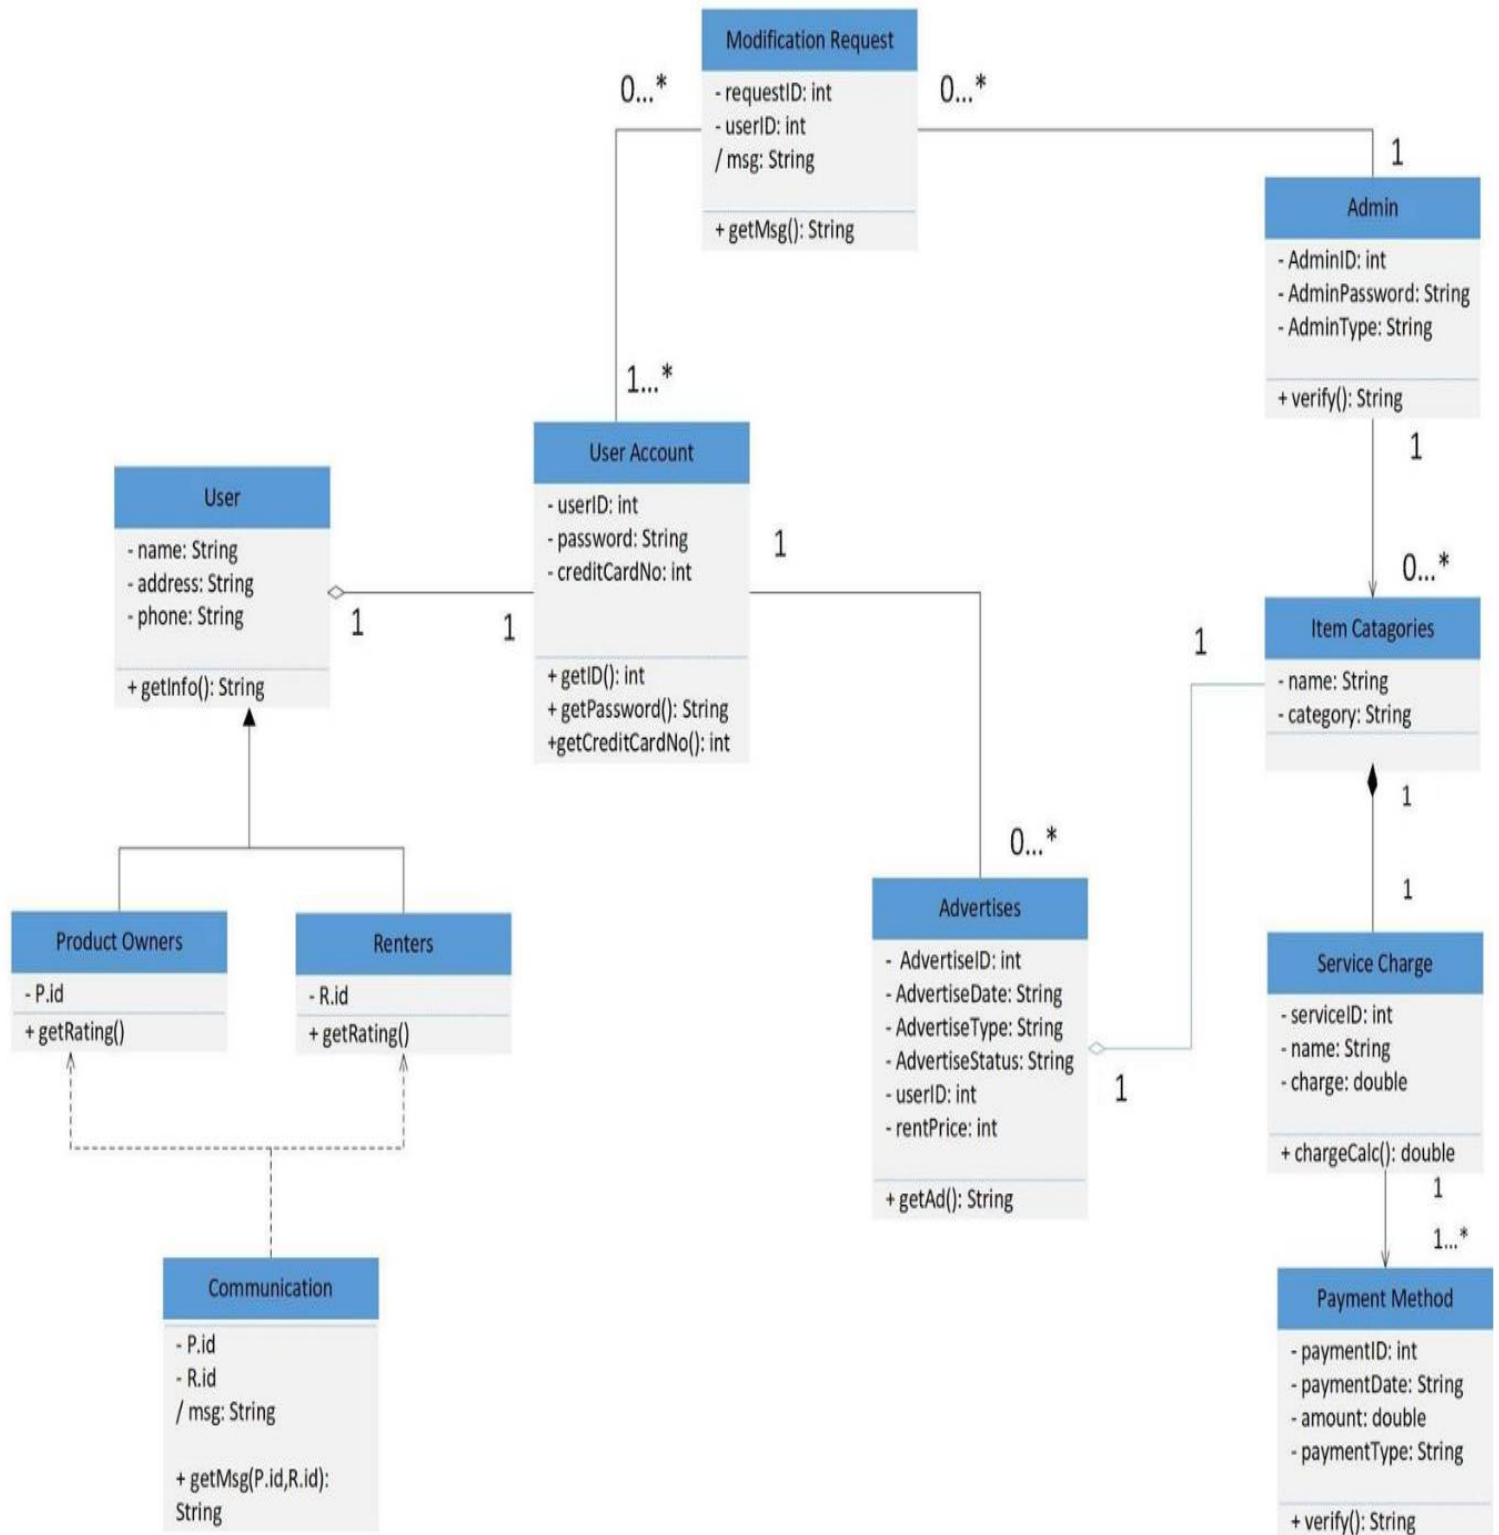 Modification Request
- requestID: int
- userID: int
/ msg: String
+ getMsg(): String
0...*
0...*
1
Admin
- AdminID: int
- AdminPassword: String
- AdminType: String
+ verify(): String
1...*
1
User Account
- userID: int
- password: String
- creditCardNo: int
+ getID(): int
+ getPassword(): String
+getCreditCardNo(): int
User
- name: String
- address: String
- phone: String
+ getInfo(): String
1
1
1
0...*
Item Catagories
- name: String
- category: String
1
1
1
0...*
Product Owners
- P.id
+ getRating()
Renters
- R.id
+ getRating()
Advertises
- AdvertiseID: int
- AdvertiseDate: String
- AdvertiseType: String
- AdvertiseStatus: String
- userID: int
- rentPrice: int
+ getAd(): String
1
Service Charge
- serviceID: int
- name: String
- charge: double
+ chargeCalc(): double
1
1...*
Communication
- P.id
- R.id
/ msg: String
+ getMsg(P.id,R.id):
String
Payment Method
- paymentID: int
- paymentDate: String
- amount: double
- paymentType: String
+ verify(): String